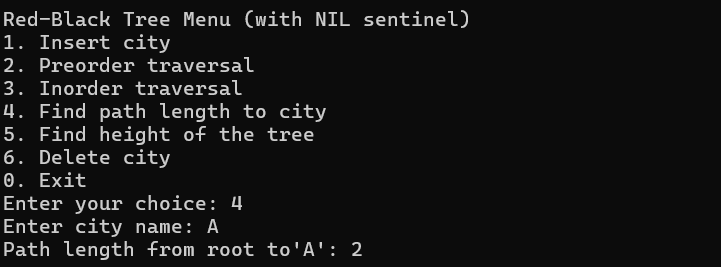 Red-Black Tree Menu (with NIL sentinel)
1. Insert city
2. Preorder traversal
3. Inorder traversal
4. Find path length to city
5. Find height of the tree
6. Delete city
0. Exit
Enter your choice: 4
Enter city name: A
Path length from root to'A': 2